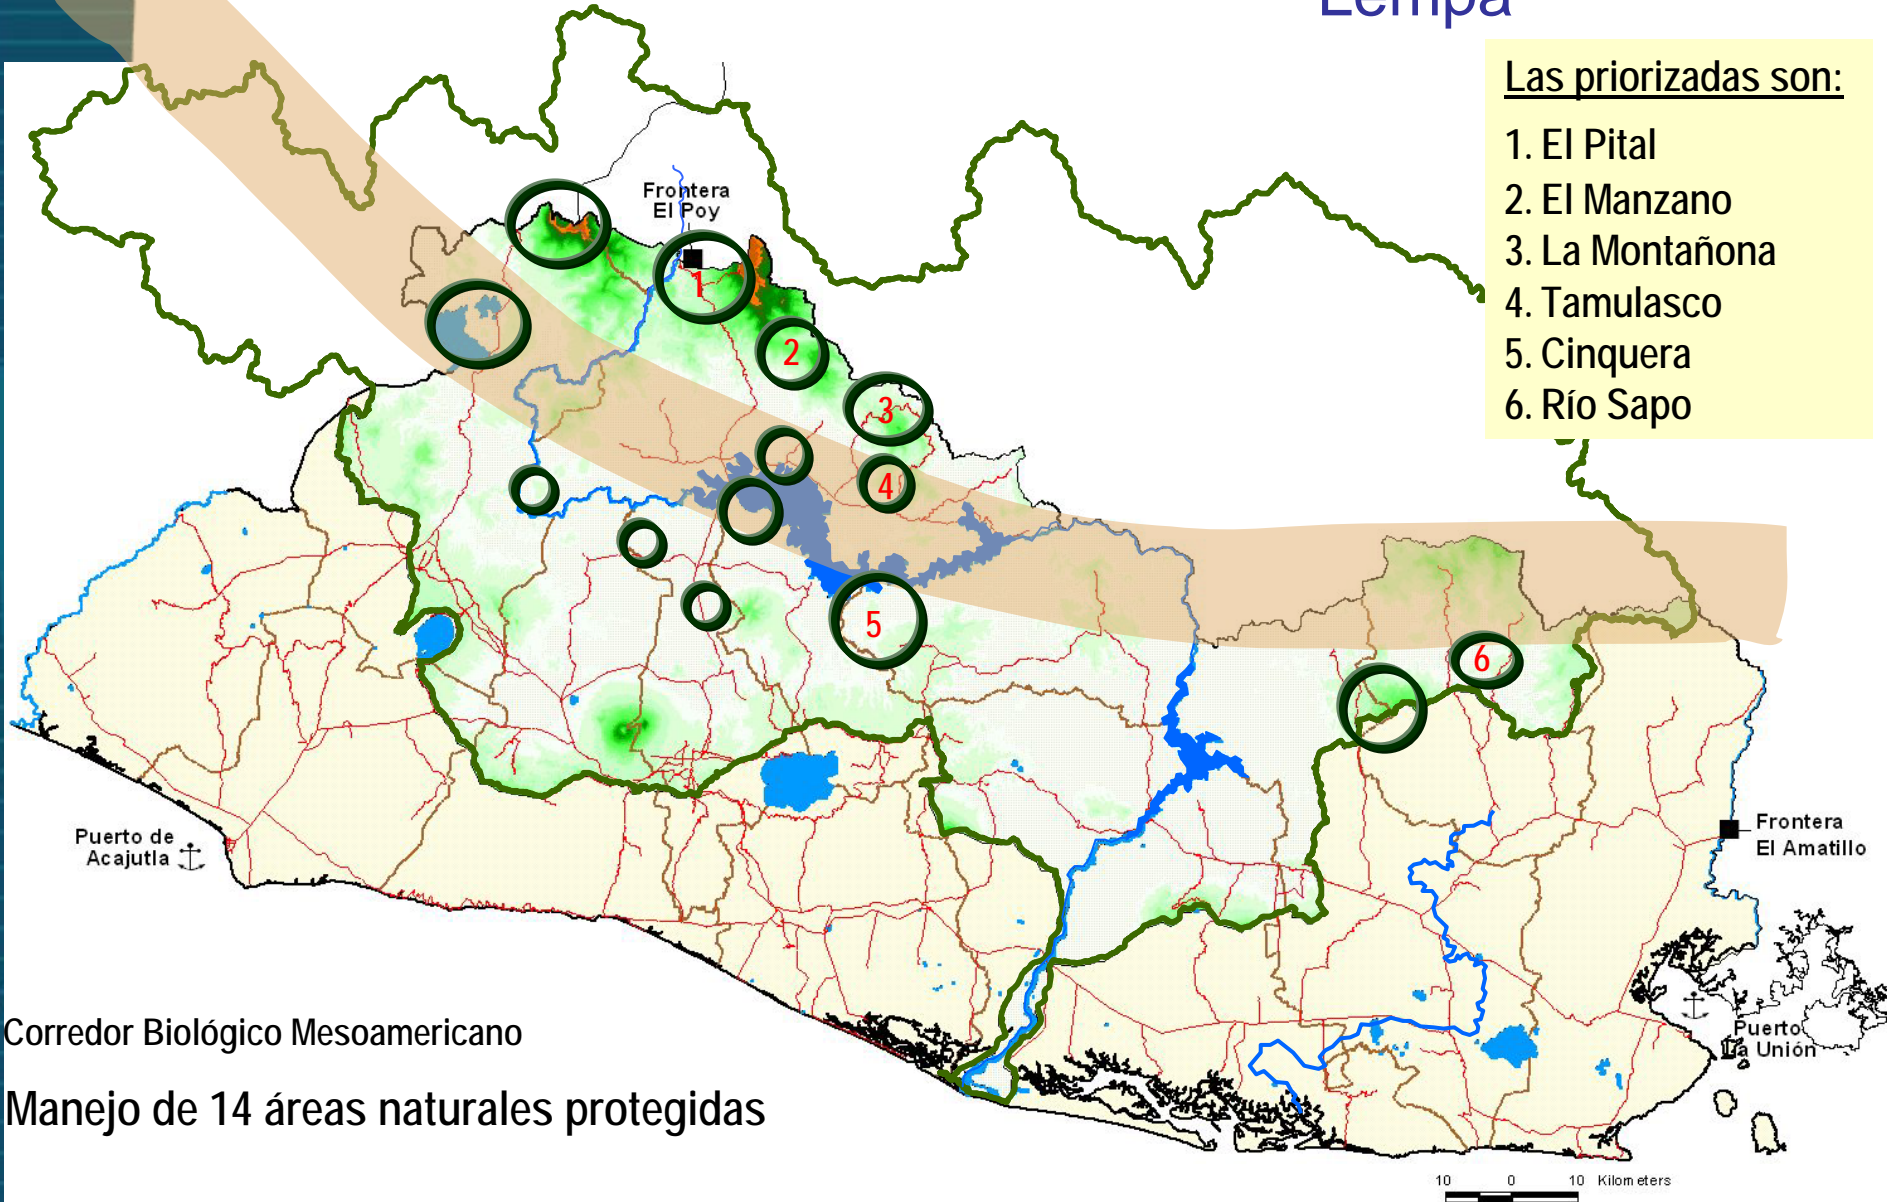 Lempa
Las priorizadas son:
1. El Pital
2. El Manzano
3. La Montañona
4. Tamulasco
5. Cinquera
6. Río Sapo
Frontera
El Poy
1
2
3
4
5
6
Puerto de
Acajutla
Frontera
El Amatillo
Puerto
La Unión
Corredor Biológico Mesoamericano
Manejo de 14 áreas naturales protegidas
10 0 10 Kilometers